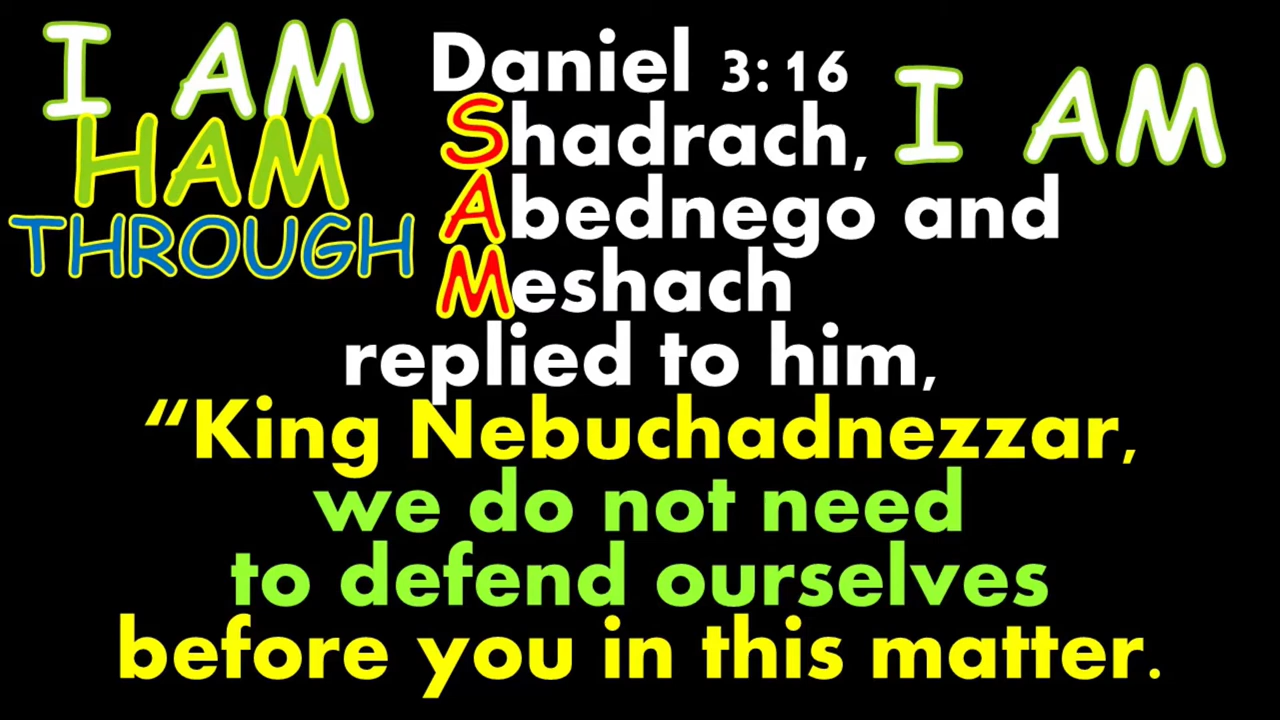 I AM
HAM
THROUGH
Daniel 3:16
Shadrach,
Abednego and
Meshach
replied to him,
“King Nebuchadnezzar,
we do not need
to defend ourselves
before you in this matter.
I AM